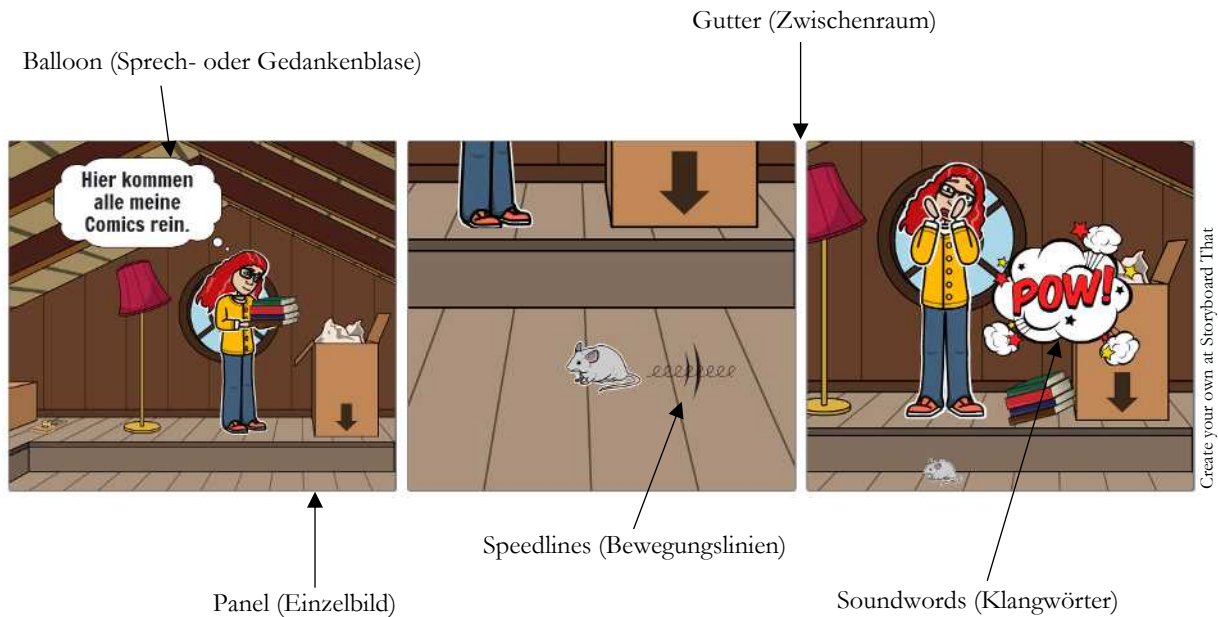 Gutter (Zwischenraum)
Balloon (Sprech- oder Gedankenblase)
Hier kommen
alle meine
Comics rein.
POW!
Create your own at Storyboard That
Speedlines (Bewegungslinien)
Panel (Einzelbild)
Soundwords (Klangwörter)